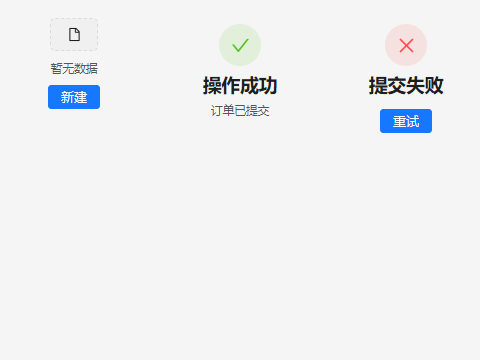 暂无数据
新建
操作成功
订单已提交
提交失败
重试